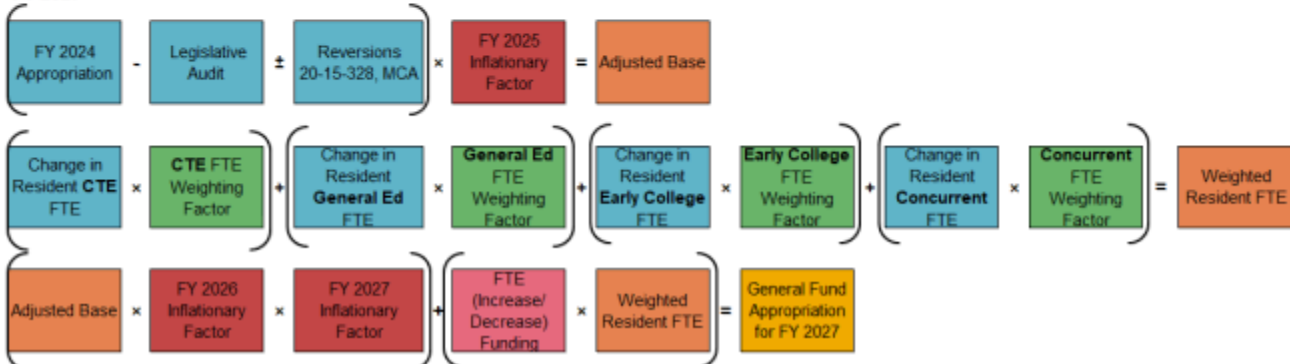 ( FY 2024 Appropriation - Legislative Audit ± Reversions 20-15-328, MCA ) × FY 2025 Inflationary Factor = Adjusted Base
( Change in Resident CTE FTE × CTE FTE Weighting Factor ) + ( Change in Resident General Ed FTE × General Ed FTE Weighting Factor ) + ( Change in Resident Early College FTE × Early College FTE Weighting Factor ) + ( Change in Resident Concurrent FTE × Concurrent FTE Weighting Factor ) = Weighted Resident FTE
( Adjusted Base × FY 2026 Inflationary Factor × FY 2027 Inflationary Factor ) + ( FTE (Increase/ Decrease) Funding × Weighted Resident FTE ) = General Fund Appropriation for FY 2027